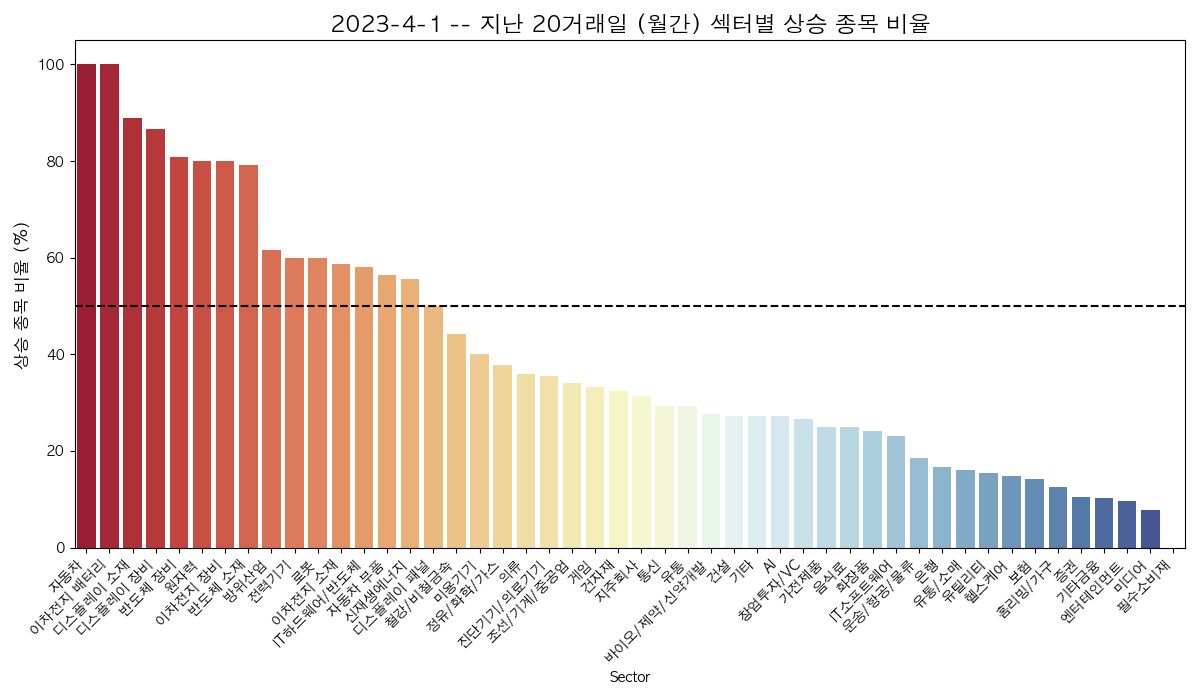 2023-4-1 -- 지난 20거래일 (월간) 섹터별 상승 종목 비율
상승 종목 비율 (%)
100
80
60
40
20
0
자동차
이차전지 배터리
디스플레이 소재
디스플레이 장비
반도체 장비
원자력
이차전지 장비
반도체 소재
방위산업
전력기기
로봇
이차전지 소재
IT하드웨어/반도체
자동차 부품
신재생에너지
디스플레이 패널
철강/비철금속
미용기기
정유/화학/가스
의류
진단기기/의료기기
조선/기계/중공업
게임
건자재
지주회사
통신
유통
바이오/제약/신약개발
건설
기타
AI
창업투자/VC
가전제품
음식료
화장품
IT소프트웨어
운송/항공/물류
은행
유통/소매
유틸리티
헬스케어
보험
홈리빙/가구
증권
기타금융
엔터테인먼트
미디어
필수소비재
Sector